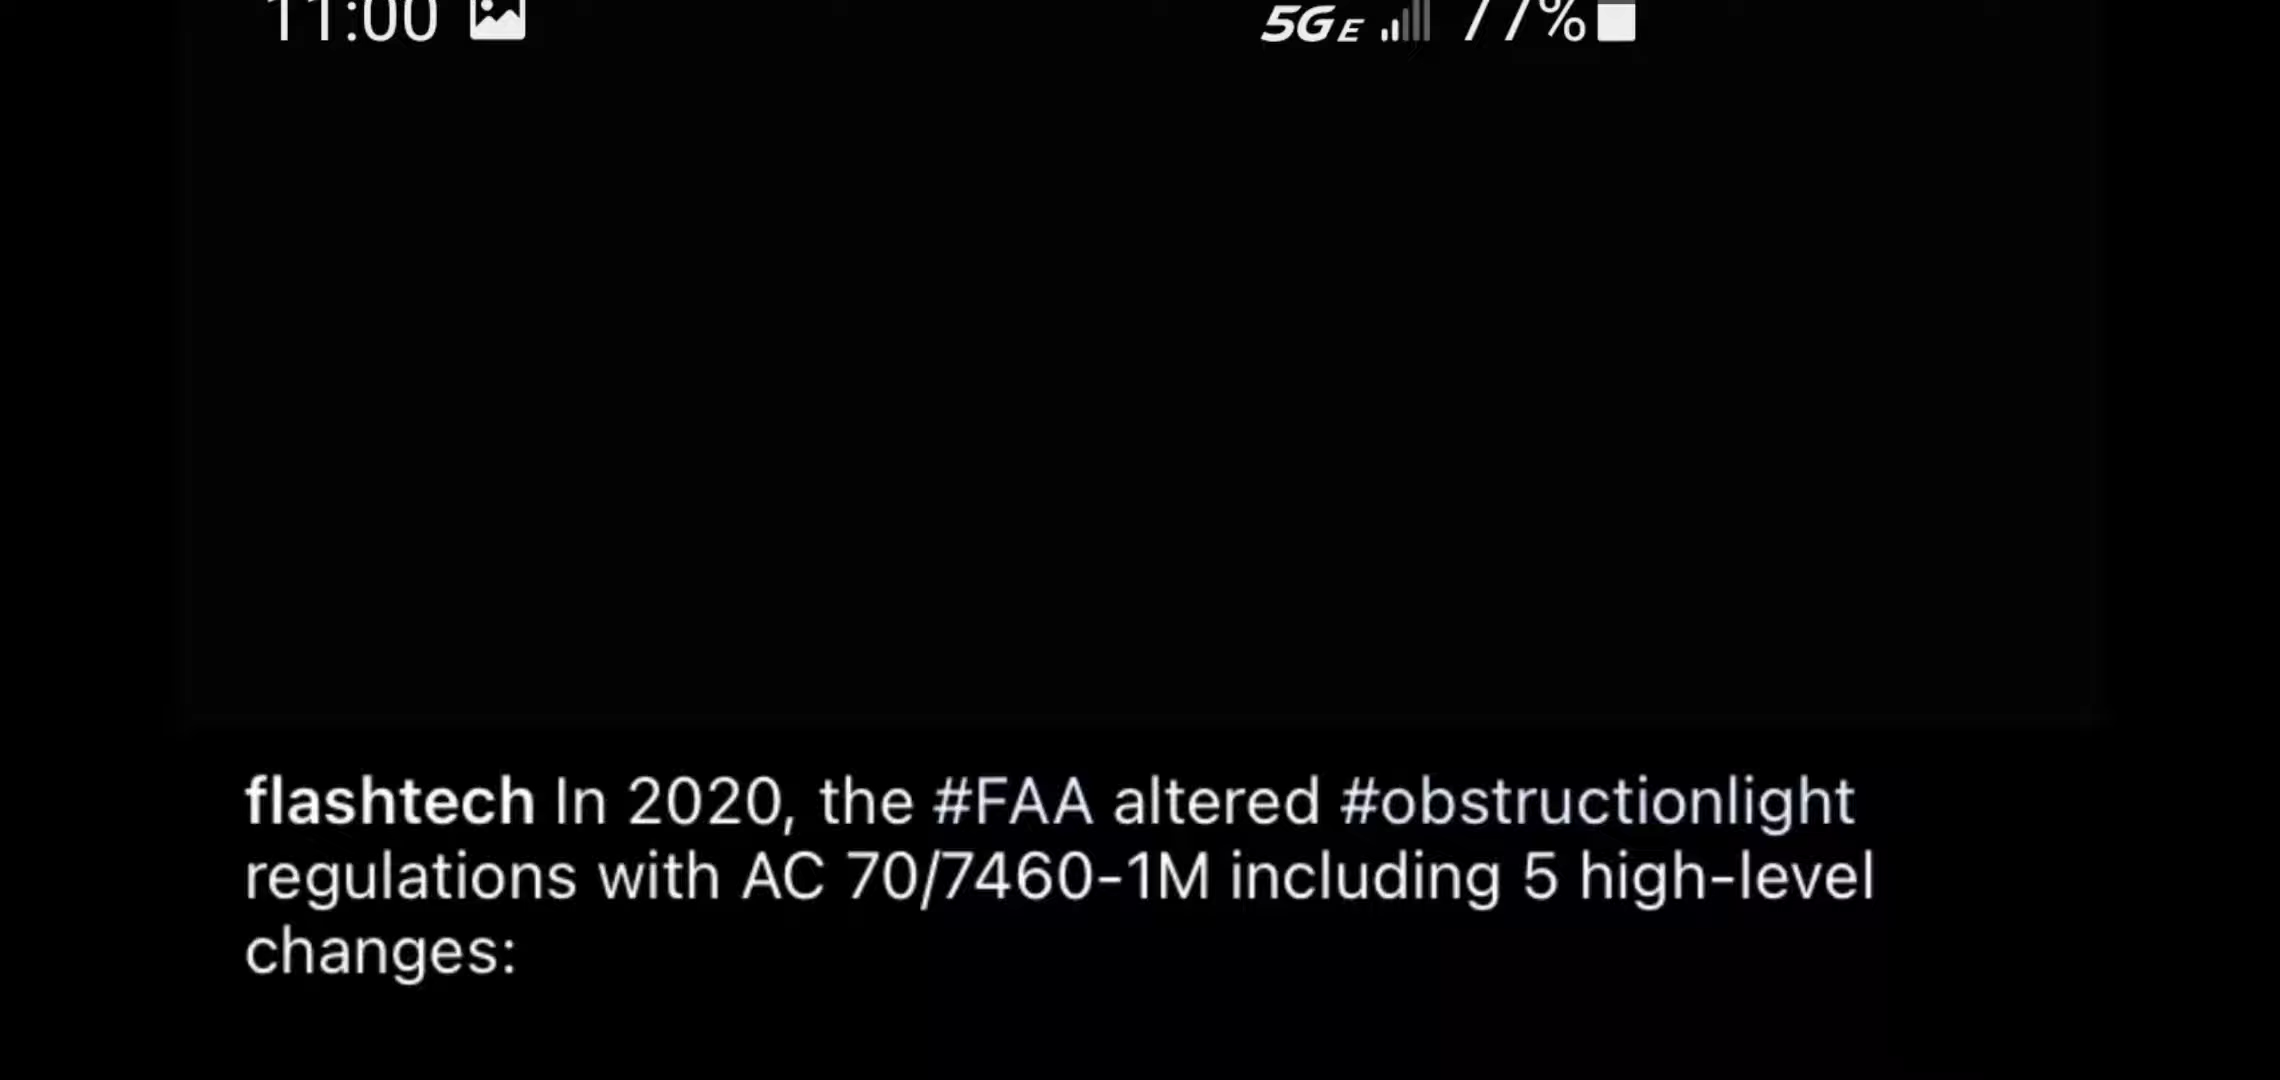 11:00 5GE 77%
flashtech In 2020, the #FAA altered #obstructionlight
regulations with AC 70/7460-1M including 5 high-level
changes: